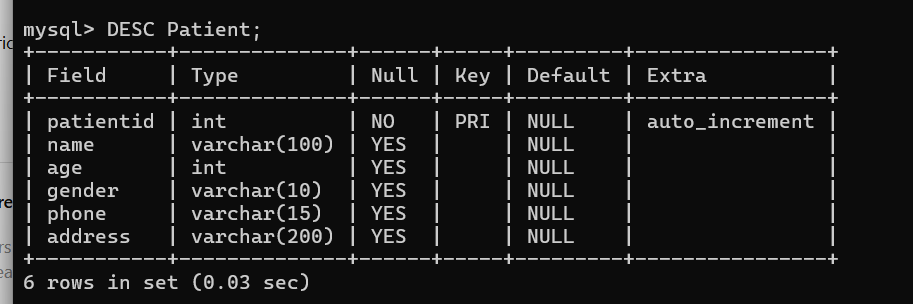 mysql> DESC Patient;
+-----------+--------------+------+-----+---------+----------------+
| Field     | Type         | Null | Key | Default | Extra          |
+-----------+--------------+------+-----+---------+----------------+
| patientid | int          | NO   | PRI | NULL    | auto_increment |
| name      | varchar(100) | YES  |     | NULL    |                |
| age       | int          | YES  |     | NULL    |                |
| gender    | varchar(10)  | YES  |     | NULL    |                |
| phone     | varchar(15)  | YES  |     | NULL    |                |
| address   | varchar(200) | YES  |     | NULL    |                |
+-----------+--------------+------+-----+---------+----------------+
6 rows in set (0.03 sec)